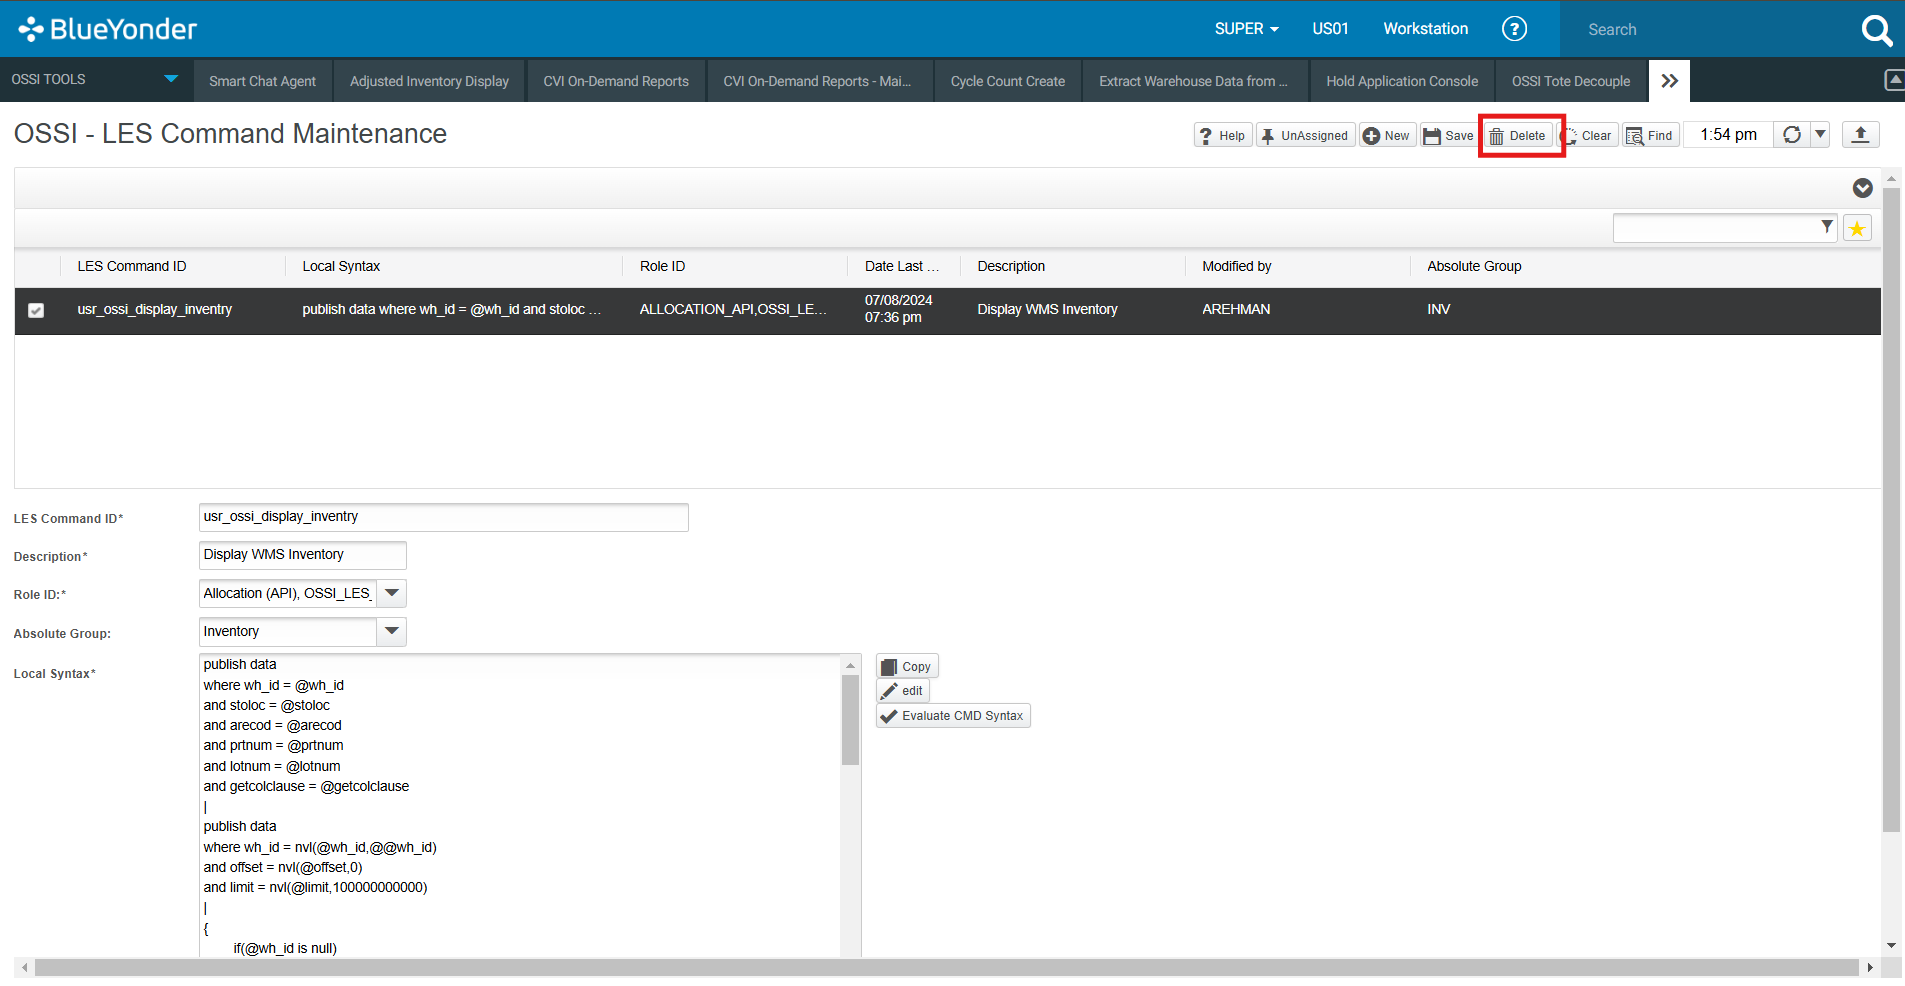 BlueYonder
SUPER
US01
Workstation
?
Search
OSSI TOOLS
Smart Chat Agent
Adjusted Inventory Display
CVI On-Demand Reports
CVI On-Demand Reports - Mai...
Cycle Count Create
Extract Warehouse Data from ...
Hold Application Console
OSSI Tote Decouple
OSSI - LES Command Maintenance
? Help
UnAssigned
New
Save
Delete
Clear
Find
1:54 pm
LES Command ID
Local Syntax
Role ID
Date Last ...
Description
Modified by
Absolute Group
usr_ossi_display_inventry
publish data where wh_id = @wh_id and stoloc ...
ALLOCATION_API,OSSI_LE...
07/08/2024
07:36 pm
Display WMS Inventory
AREHMAN
INV
LES Command ID*
usr_ossi_display_inventry
Description*
Display WMS Inventory
Role ID:*
Allocation (API), OSSI_LES_
Absolute Group:
Inventory
Local Syntax*
publish data
where wh_id = @wh_id
and stoloc = @stoloc
and arecod = @arecod
and prtnum = @prtnum
and lotnum = @lotnum
and getcolclause = @getcolclause
|
publish data
where wh_id = nvl(@wh_id,@@wh_id)
and offset = nvl(@offset,0)
and limit = nvl(@limit,100000000000)
|
{
if(@wh_id is null)
Copy
edit
Evaluate CMD Syntax